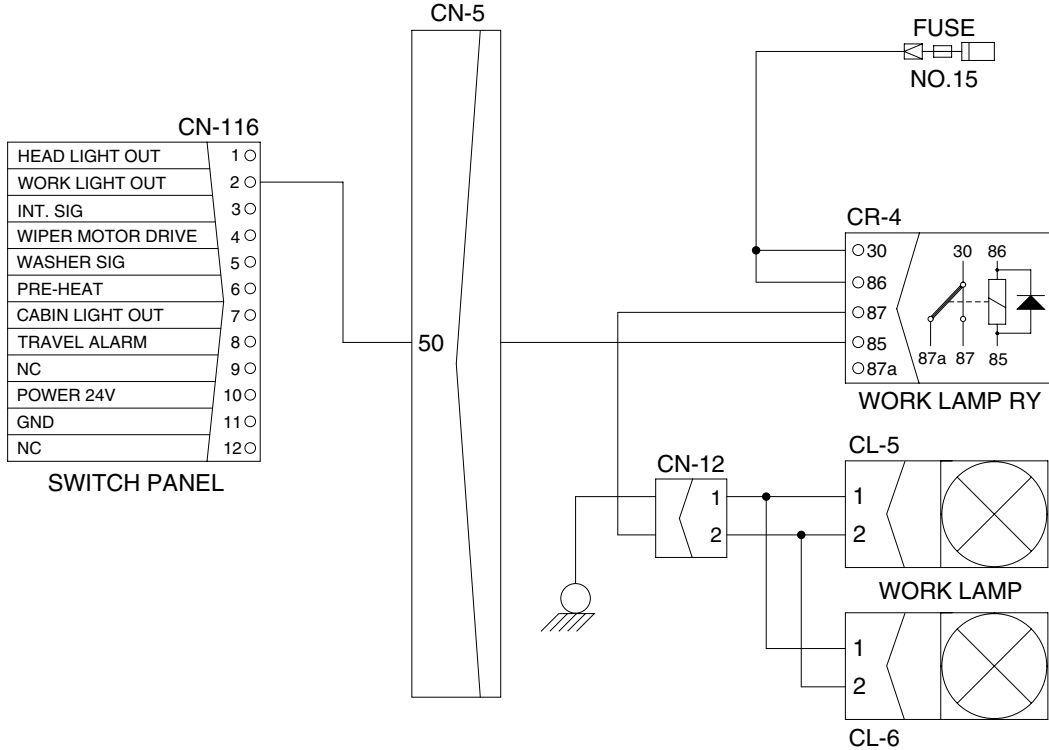 CN-5
FUSE
NO.15
CN-116
HEAD LIGHT OUT 1
WORK LIGHT OUT 2
INT. SIG 3
WIPER MOTOR DRIVE 4
WASHER SIG 5
PRE-HEAT 6
CABIN LIGHT OUT 7
TRAVEL ALARM 8
NC 9
POWER 24V 10
GND 11
NC 12
SWITCH PANEL
50
CR-4
30
86
87
85
87a
30 86
87a 87 85
WORK LAMP RY
CN-12
1
2
CL-5
1
2
WORK LAMP
1
2
CL-6